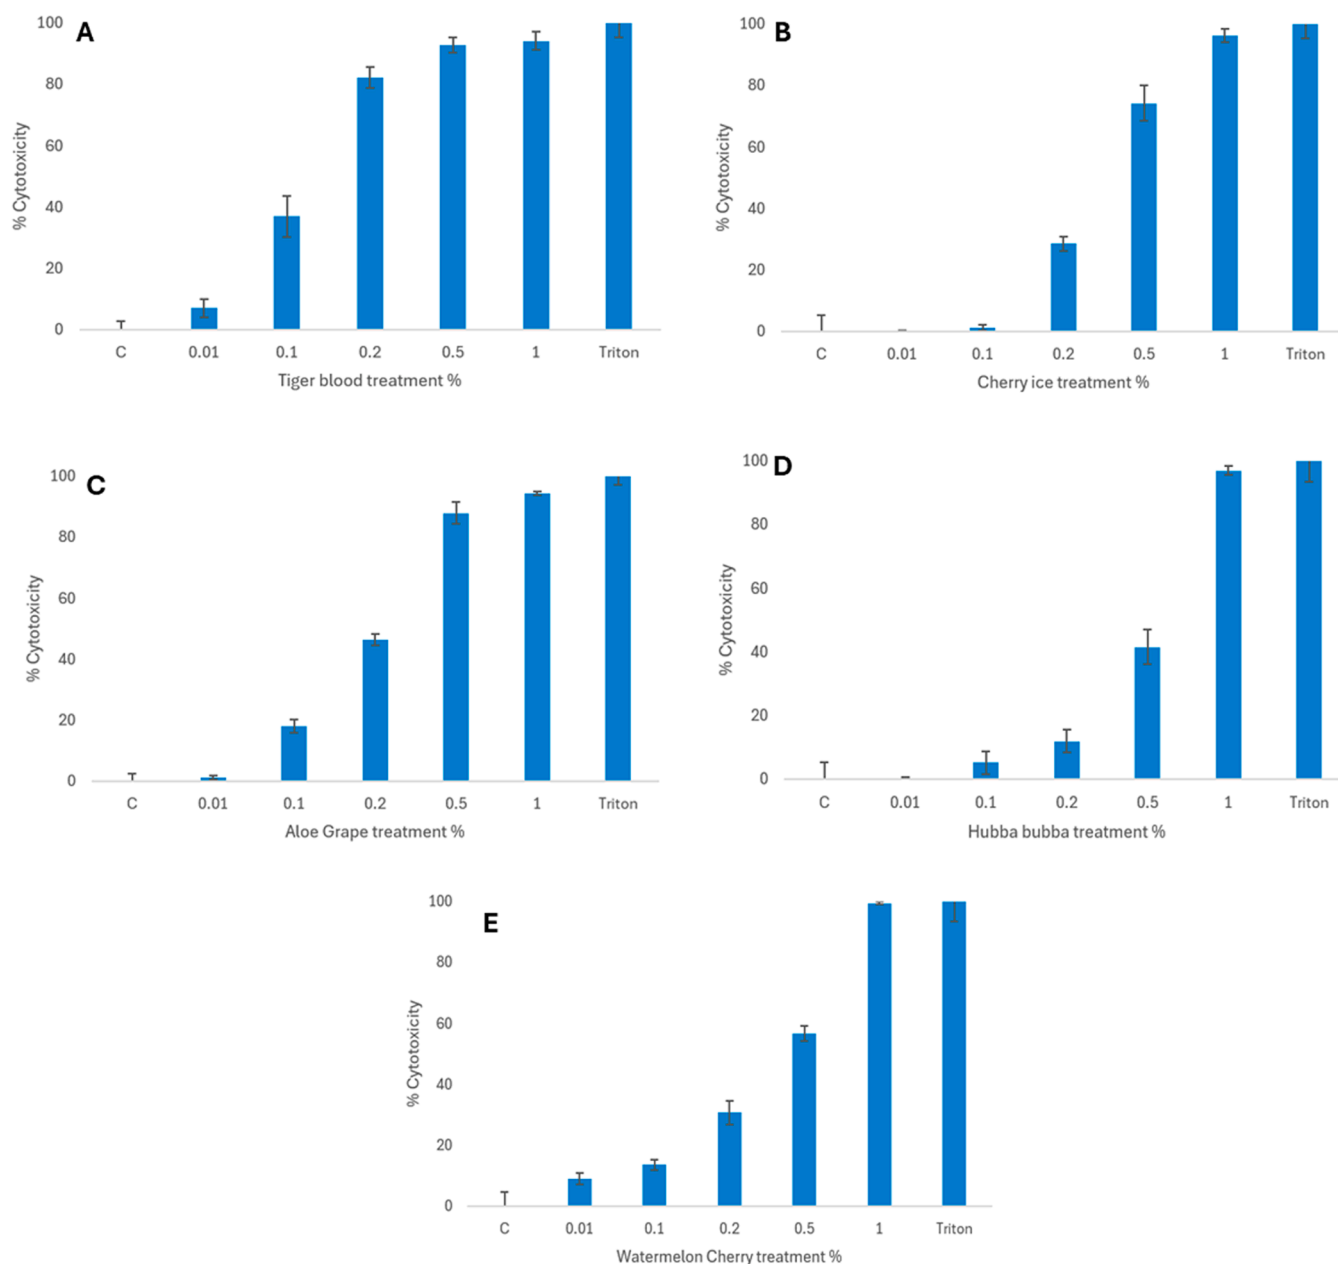 A
100
80
60
40
20
0
% Cytotoxicity
C 0.01 0.1 0.2 0.5 1 Triton
Tiger blood treatment %
B
100
80
60
40
20
0
% Cytotoxicity
C 0.01 0.1 0.2 0.5 1 Triton
Cherry ice treatment %
C
100
80
60
40
20
0
% Cytotoxicity
C 0.01 0.1 0.2 0.5 1 Triton
Aloe Grape treatment %
D
100
80
60
40
20
0
% Cytotoxicity
C 0.01 0.1 0.2 0.5 1 Triton
Hubba bubba treatment %
E
100
80
60
40
20
0
% Cytotoxicity
C 0.01 0.1 0.2 0.5 1 Triton
Watermelon Cherry treatment %